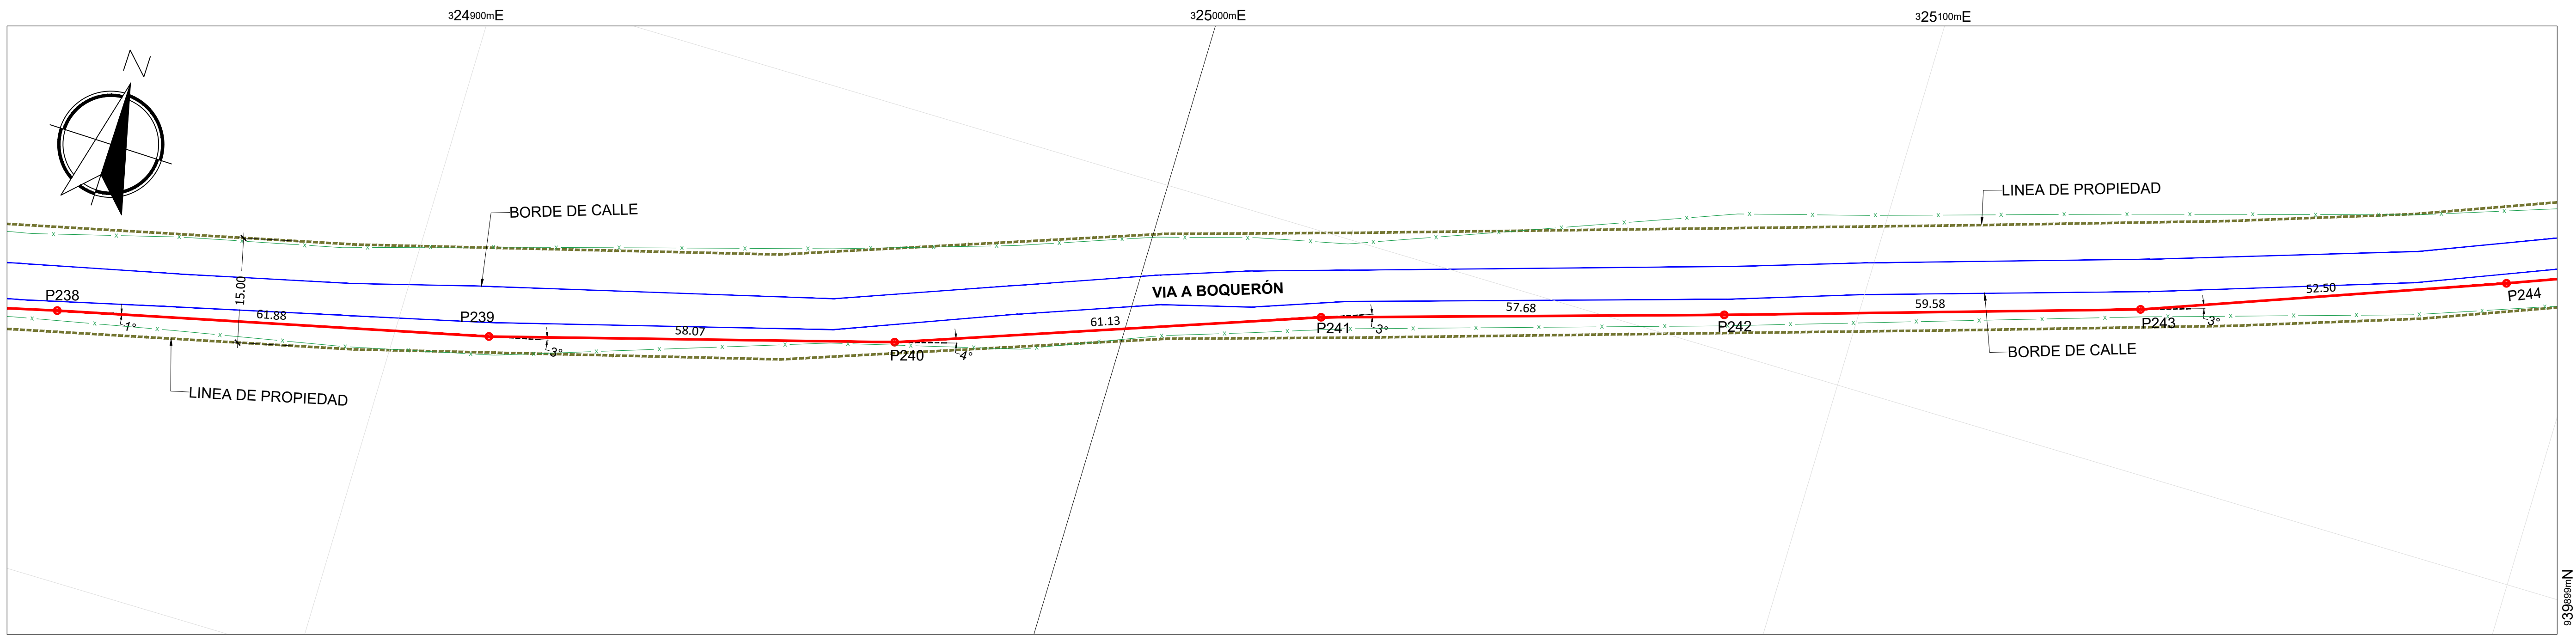 324900mE
325000mE
325100mE
N
LINEA DE PROPIEDAD
BORDE DE CALLE
15.00
VIA A BOQUERÓN
P238
1°
61.88
P239
3°
58.07
P240
4°
61.13
P241
3°
57.68
P242
59.58
P243
3°
52.50
P244
BORDE DE CALLE
LINEA DE PROPIEDAD
939899mN